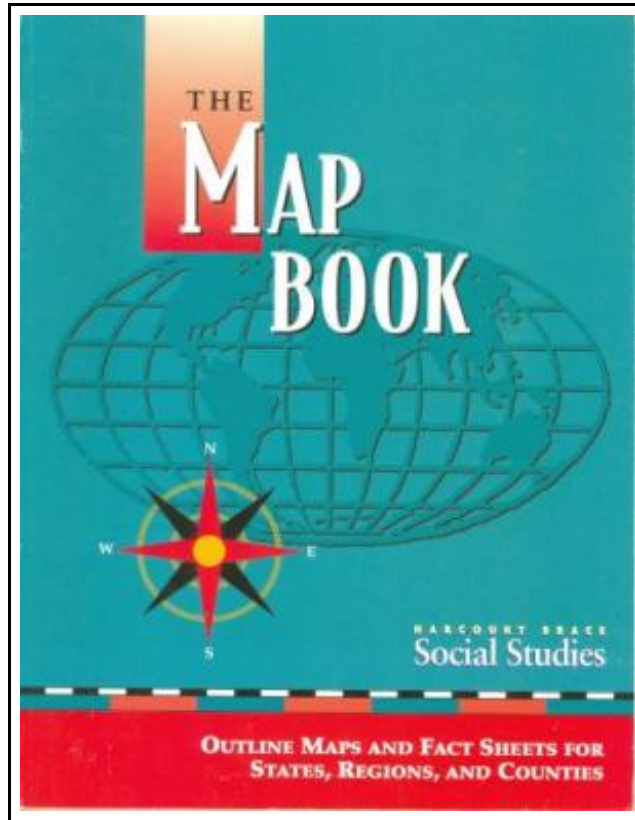 THE
MAP
BOOK
N
W
E
S
HARCOURT BRACE
Social Studies
OUTLINE MAPS AND FACT SHEETS FOR
STATES, REGIONS, AND COUNTIES